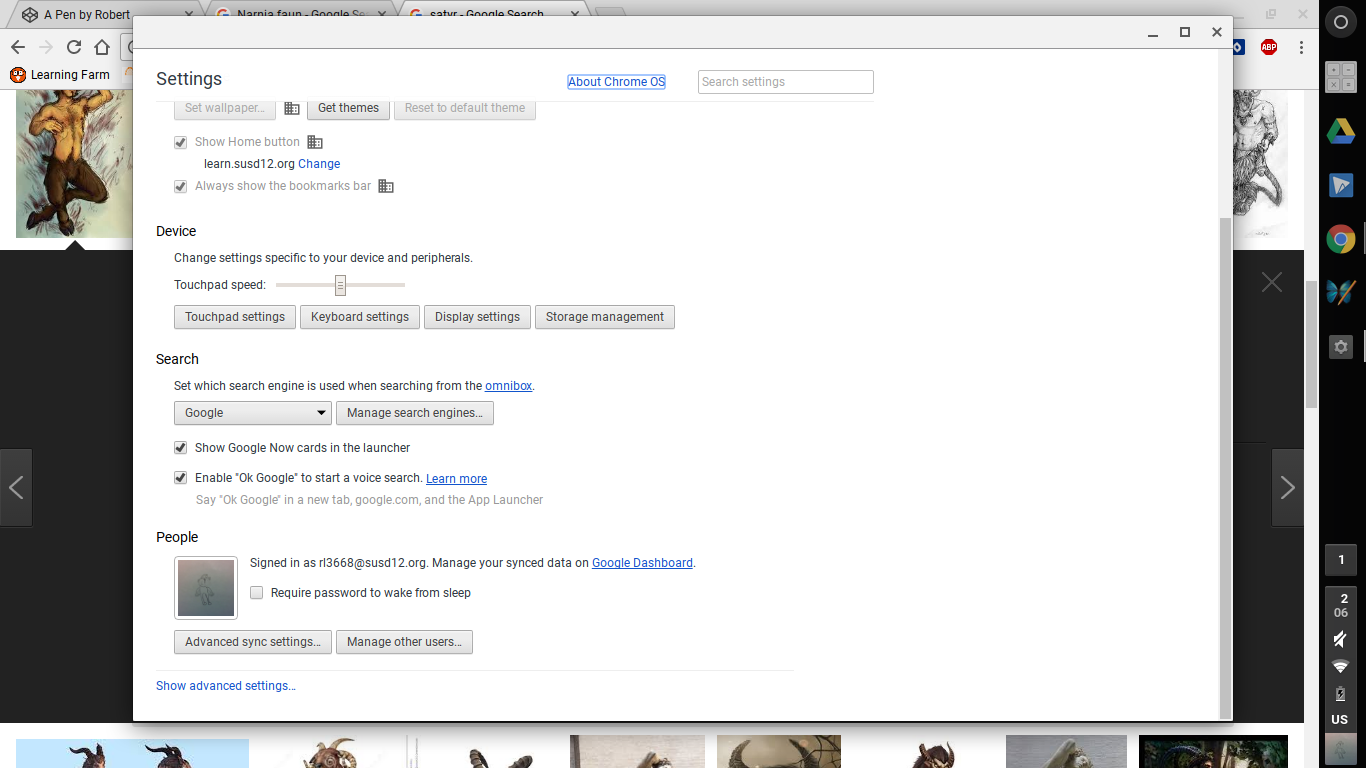 A Pen by Robert
Narnia faun - Google Se
satyr - Google Search
Learning Farm
ABP
Settings
About Chrome OS
Search settings
Set wallpaper...
Get themes
Reset to default theme
Show Home button
learn.susd12.org Change
Always show the bookmarks bar
Device
Change settings specific to your device and peripherals.
Touchpad speed:
Touchpad settings
Keyboard settings
Display settings
Storage management
Search
Set which search engine is used when searching from the omnibox.
Google
Manage search engines...
Show Google Now cards in the launcher
Enable "Ok Google" to start a voice search. Learn more
Say "Ok Google" in a new tab, google.com, and the App Launcher
People
Signed in as rl3668@susd12.org. Manage your synced data on Google Dashboard.
Require password to wake from sleep
Advanced sync settings...
Manage other users...
Show advanced settings...
1
2
06
US